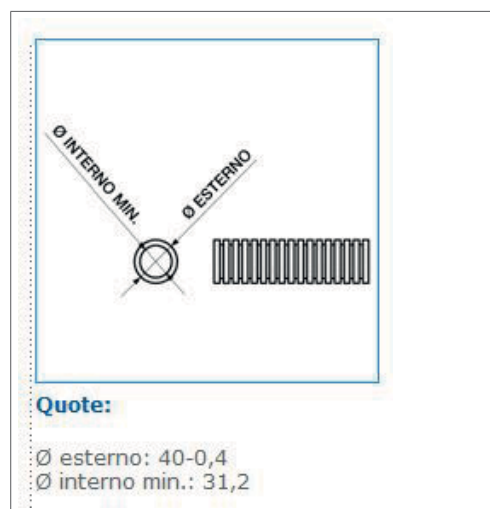 Ø INTERNO MIN.
Ø ESTERNO
Quote:
Ø esterno: 40-0,4
Ø interno min.: 31,2